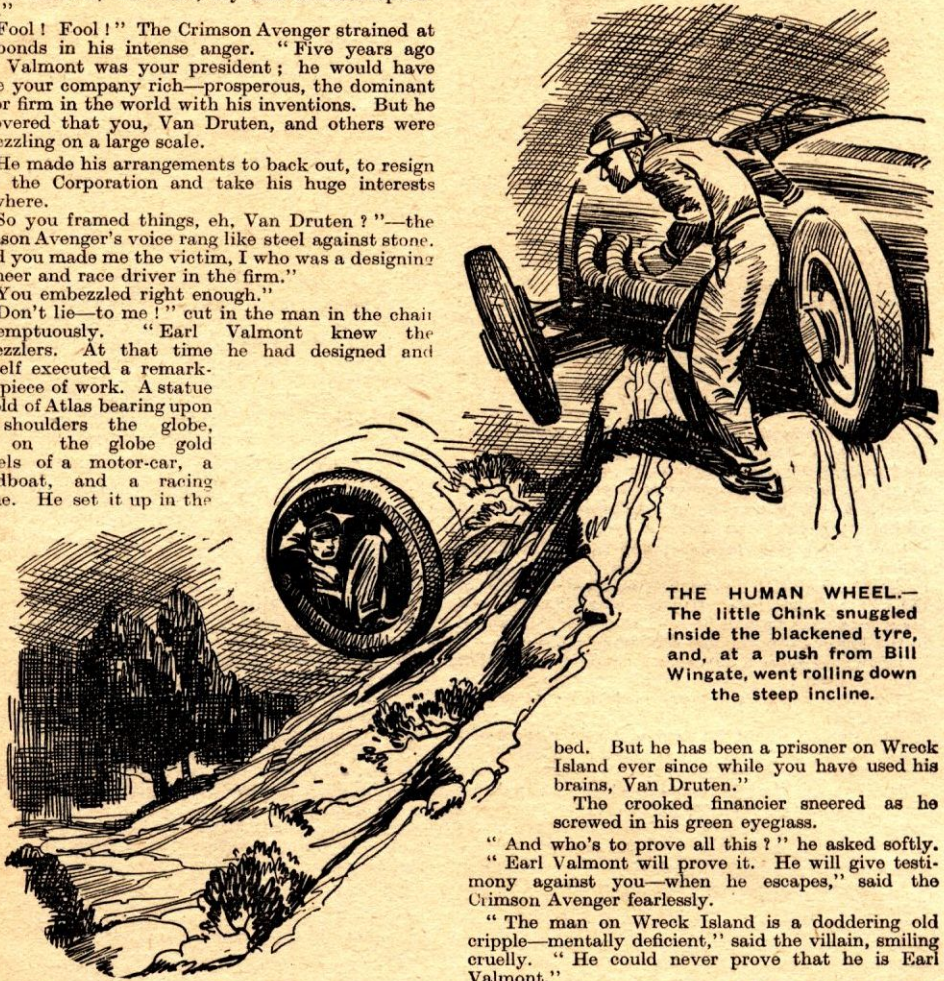 ”
Fool ! Fool ! ” The Crimson Avenger strained at
bonds in his intense anger. “ Five years ago
Valmont was your president ; he would have
e your company rich—prosperous, the dominant
or firm in the world with his inventions. But he
overed that you, Van Druten, and others were
ezzling on a large scale.
He made his arrangements to back out, to resign
the Corporation and take his huge interests
where.
So you framed things, eh, Van Druten ? ”—the
son Avenger's voice rang like steel against stone.
d you made me the victim, I who was a designing
neer and race driver in the firm.”
You embezzled right enough.”
Don't lie—to me ! ” cut in the man in the chair
emptuously. “ Earl Valmont knew the
ezzlers. At that time he had designed and
elf executed a remark-
piece of work. A statue
old of Atlas bearing upon
shoulders the globe,
on the globe gold
els of a motor-car, a
dboat, and a racing
e. He set it up in the
THE HUMAN WHEEL.—
The little Chink snuggled
inside the blackened tyre,
and, at a push from Bill
Wingate, went rolling down
the steep incline.
bed. But he has been a prisoner on Wreck
Island ever since while you have used his
brains, Van Druten.”
The crooked financier sneered as he
screwed in his green eyeglass.
“ And who's to prove all this ? ” he asked softly.
“ Earl Valmont will prove it. He will give testi-
mony against you—when he escapes,” said the
Crimson Avenger fearlessly.
“ The man on Wreck Island is a doddering old
cripple—mentally deficient,” said the villain, smiling
cruelly. “ He could never prove that he is Earl
Valmont.”